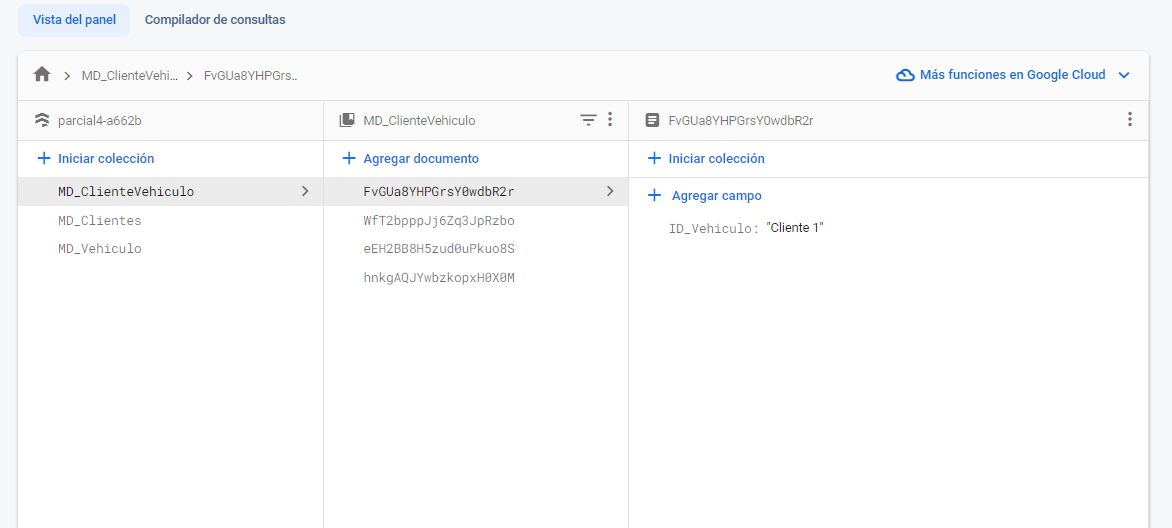 Vista del panel Compilador de consultas
MD_ClienteVehi... FvGUa8YHPGrs..
Más funciones en Google Cloud
parcial4-a662b
MD_ClienteVehiculo
FvGUa8YHPGrsY0wdbR2r
Iniciar colección
Agregar documento
Iniciar colección
MD_ClienteVehiculo
MD_Clientes
MD_Vehiculo
FvGUa8YHPGrsY0wdbR2r
WfT2bpppJj6Zq3JpRzbo
eEH2BB8H5zud0uPkuo8S
hnkgAQJYwbzkopxH0X0M
Agregar campo
ID_Vehiculo: "Cliente 1"